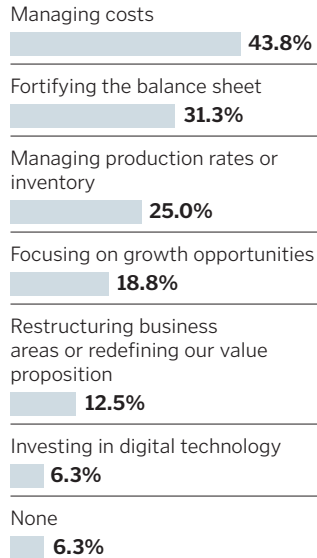 Managing costs
43.8%
Fortifying the balance sheet
31.3%
Managing production rates or
inventory
25.0%
Focusing on growth opportunities
18.8%
Restructuring business
areas or redefining our value
proposition
12.5%
Investing in digital technology
6.3%
None
6.3%